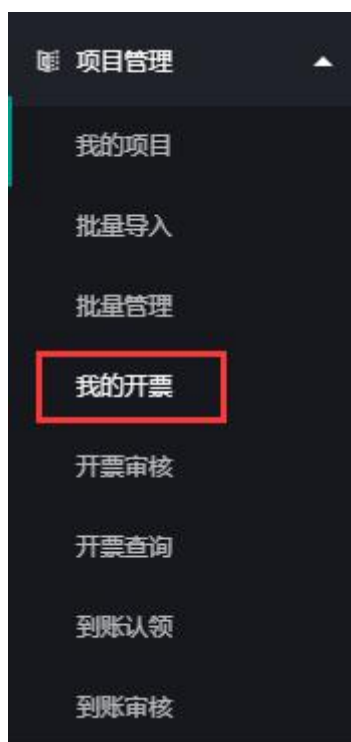 项目管理
我的项目
批量导入
批量管理
我的开票
开票审核
开票查询
到账认领
到账审核